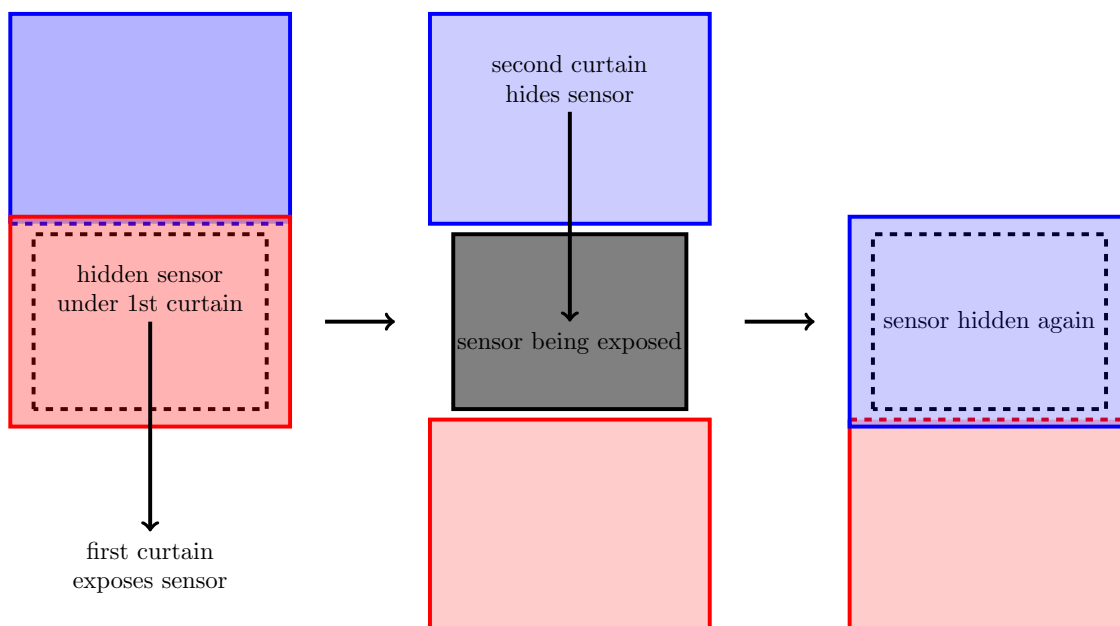 hidden sensor
under 1st curtain
first curtain
exposes sensor
second curtain
hides sensor
sensor being exposed
sensor hidden again